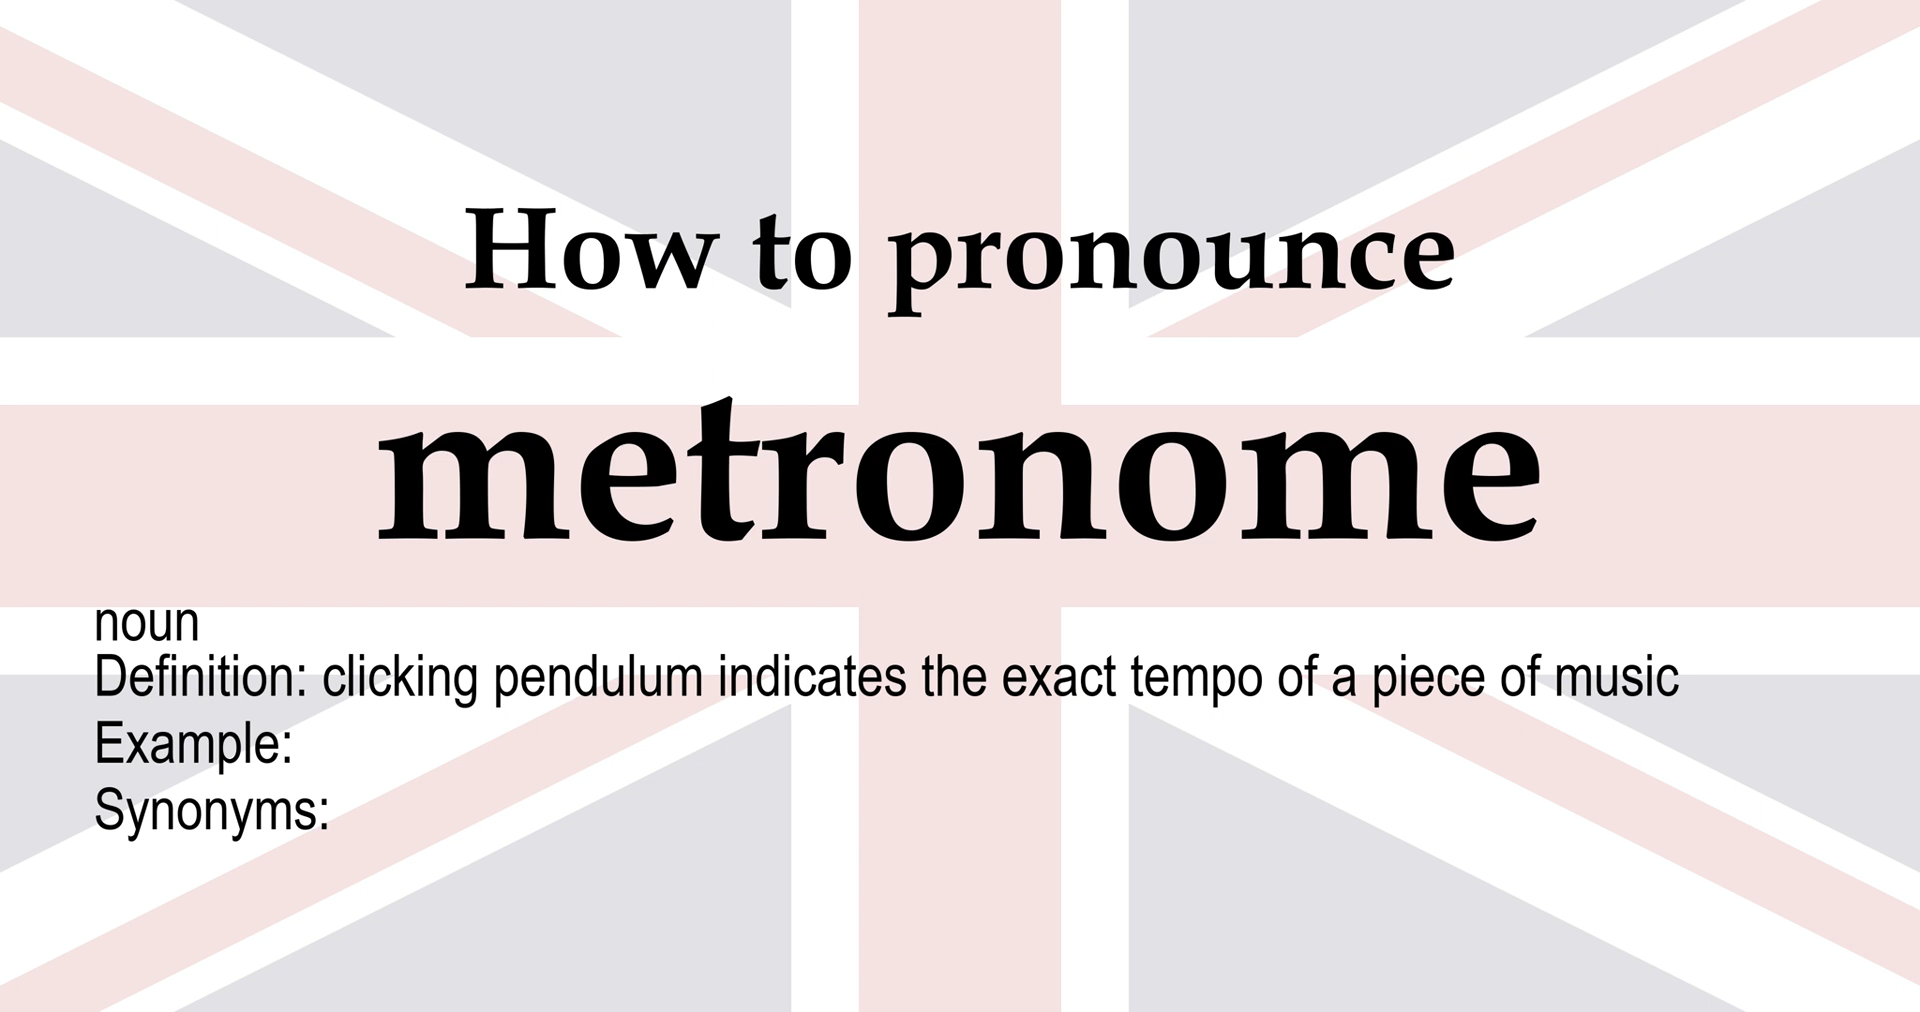 How to pronounce
metronome
noun
Definition: clicking pendulum indicates the exact tempo of a piece of music
Example:
Synonyms: